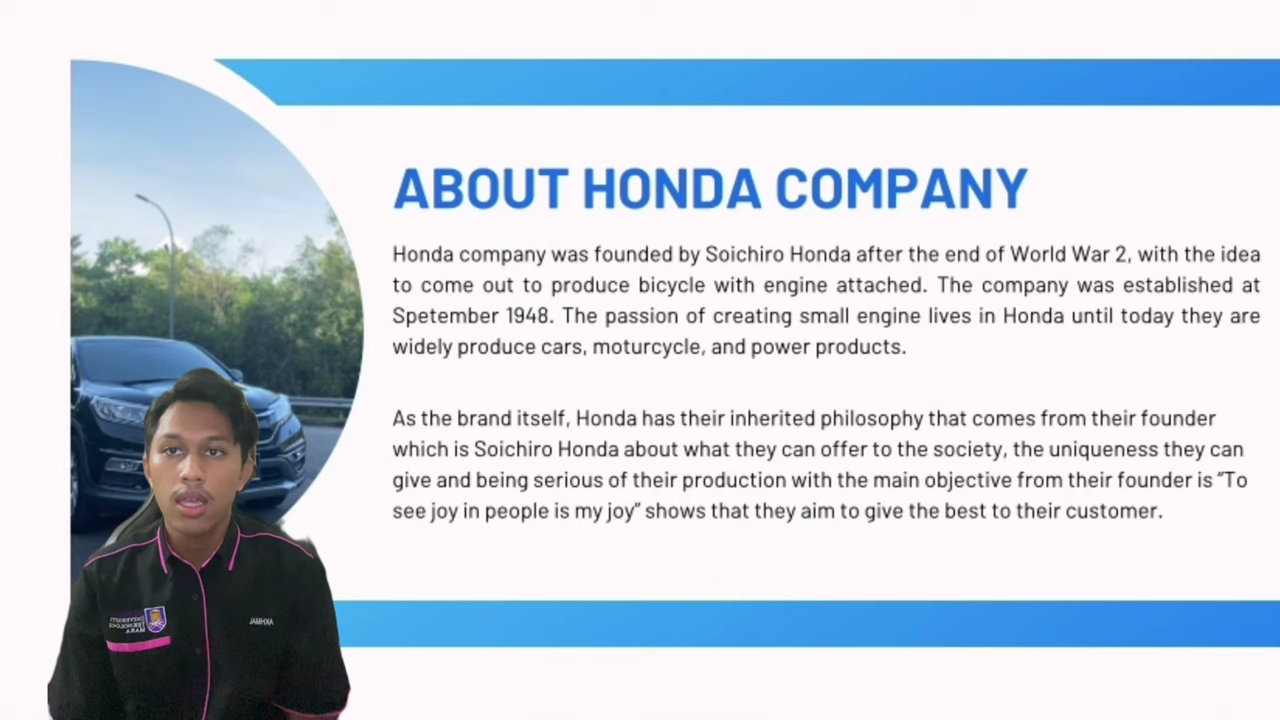 ABOUT HONDA COMPANY
Honda company was founded by Soichiro Honda after the end of World War 2, with the idea
to come out to produce bicycle with engine attached. The company was established at
Spetember 1948. The passion of creating small engine lives in Honda until today they are
widely produce cars, moturcycle, and power products.
As the brand itself, Honda has their inherited philosophy that comes from their founder
which is Soichiro Honda about what they can offer to the society, the uniqueness they can
give and being serious of their production with the main objective from their founder is “To
see joy in people is my joy” shows that they aim to give the best to their customer.
UNIVERSITI
TEKNOLOGI
MARA
AKHMAL